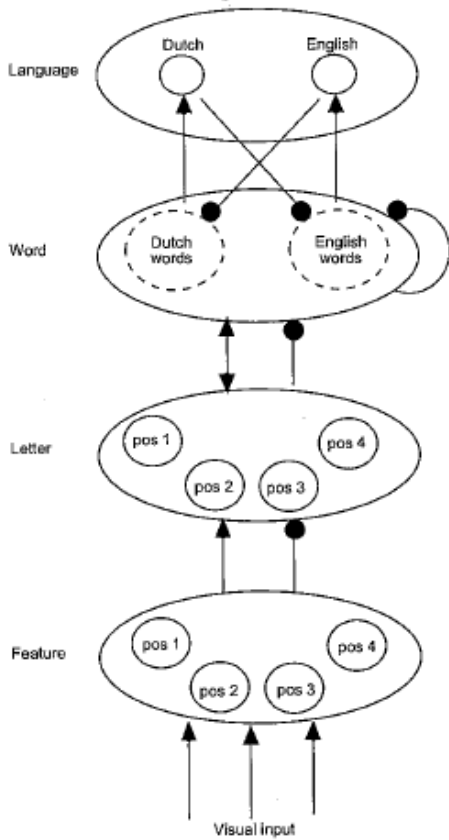 Dutch
English
Language
Word
Dutch
words
English
words
Letter
pos 1
pos 4
pos 2
pos 3
Feature
pos 1
pos 4
pos 2
pos 3
Visual input